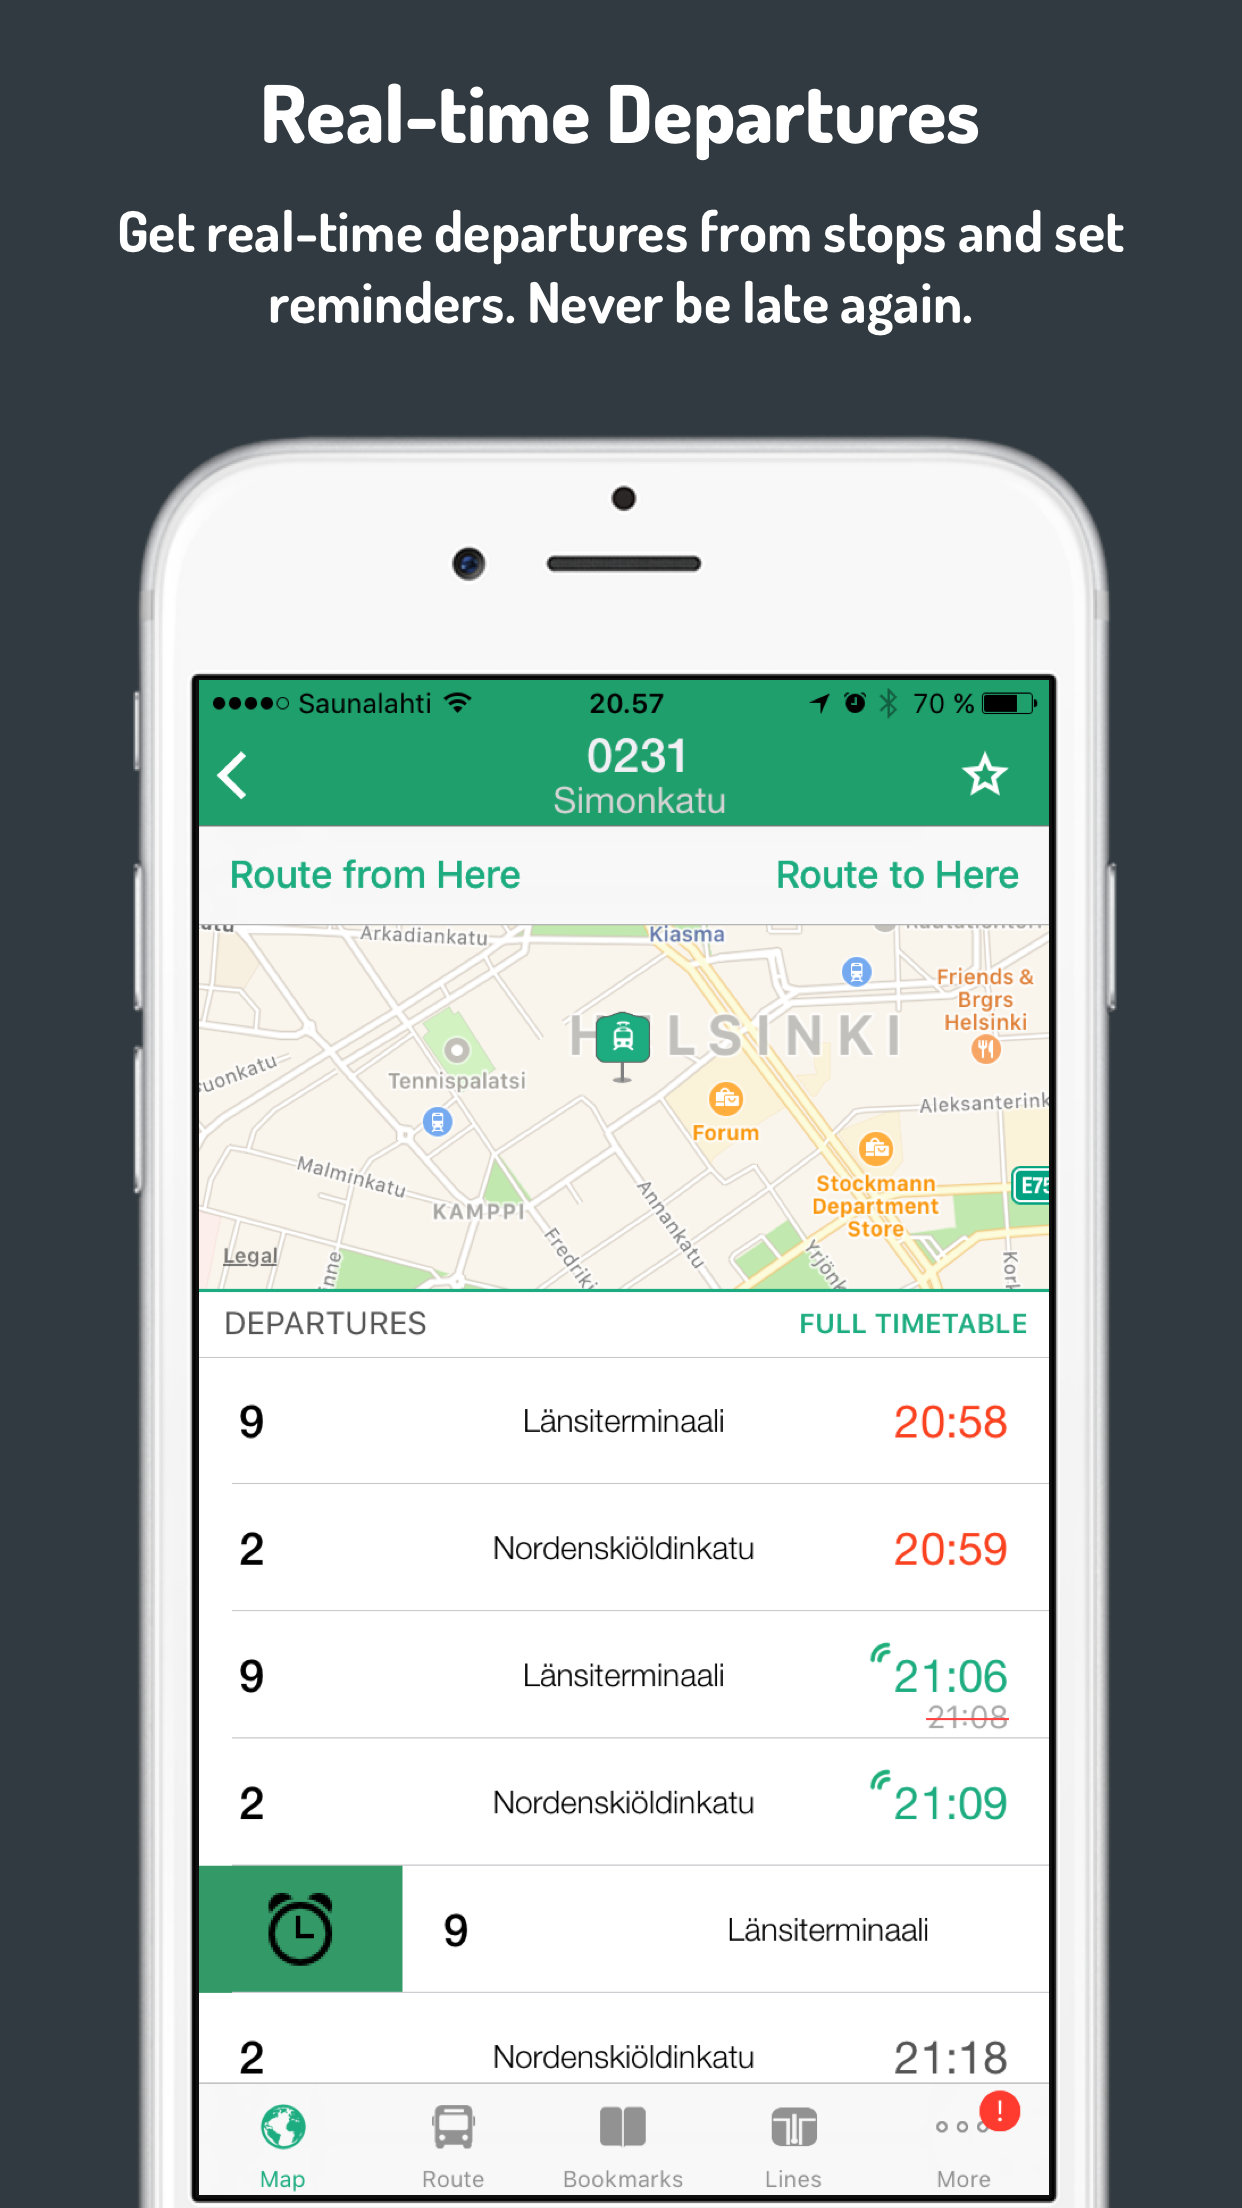 Real-time Departures
Get real-time departures from stops and set
reminders. Never be late again.
Saunalahti
20.57
70 %
0231
Simonkatu
Route from Here
Route to Here
Arkadiankatu
Kiasma
Friends &
Brgrs
Helsinki
HELSINKI
Tennispalatsi
uonkatu
Aleksanterink
Forum
Malminkatu
Stockmann
Department
Store
E75
KAMPPI
Annankatu
Fredriki
Yrjönk
Kork
Legal
inne
DEPARTURES
FULL TIMETABLE
9 Länsiterminaali 20:58
2 Nordenskiöldinkatu 20:59
9 Länsiterminaali 21:06
21:08
2 Nordenskiöldinkatu 21:09
9 Länsiterminaali
2 Nordenskiöldinkatu 21:18
!
Map
Route
Bookmarks
Lines
More